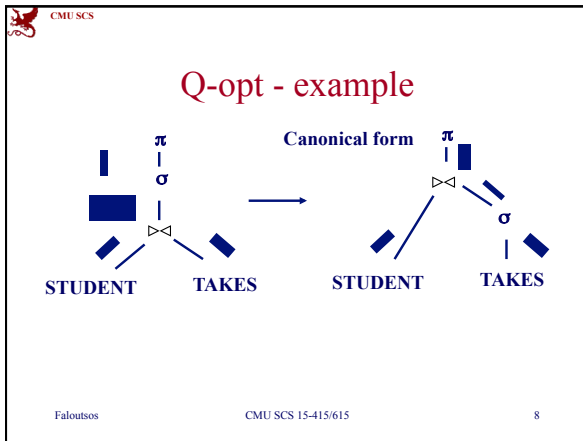 CMU SCS
Q-opt - example
Canonical form
π
σ
⋈
STUDENT
TAKES
π
⋈
σ
STUDENT
TAKES
Faloutsos
CMU SCS 15-415/615
8